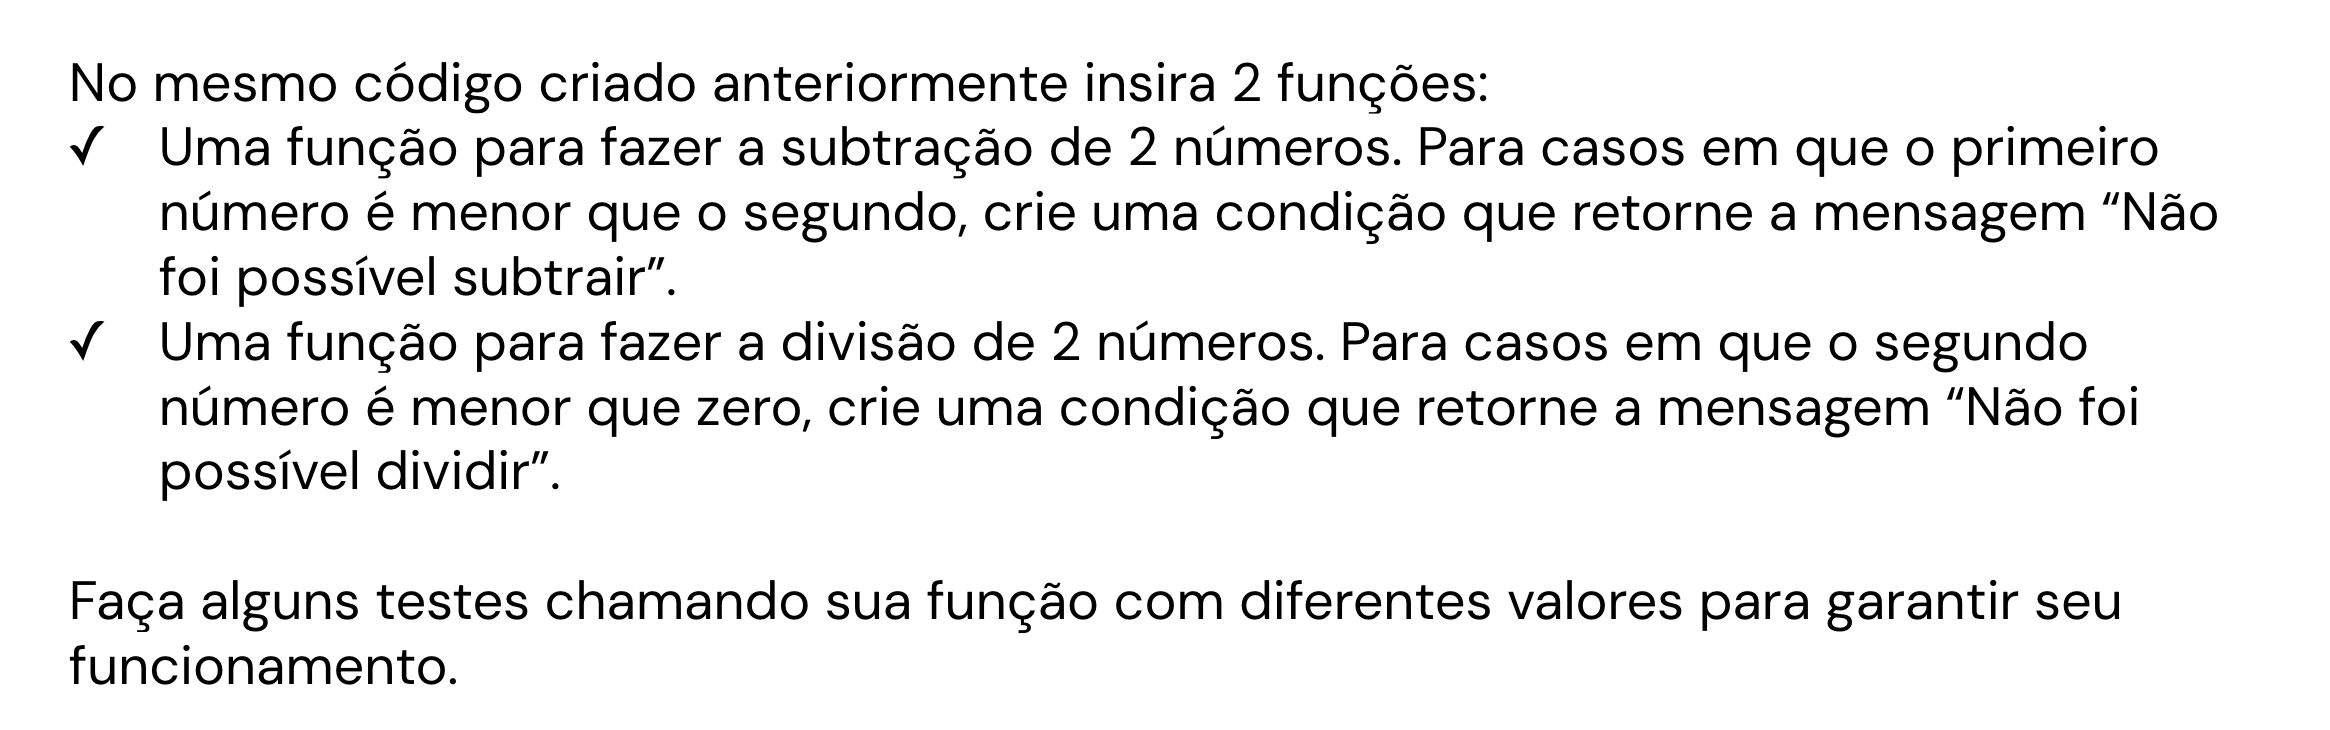 No mesmo código criado anteriormente insira 2 funções:
✓ Uma função para fazer a subtração de 2 números. Para casos em que o primeiro
número é menor que o segundo, crie uma condição que retorne a mensagem “Não
foi possível subtrair”.
✓ Uma função para fazer a divisão de 2 números. Para casos em que o segundo
número é menor que zero, crie uma condição que retorne a mensagem “Não foi
possível dividir”.
Faça alguns testes chamando sua função com diferentes valores para garantir seu
funcionamento.